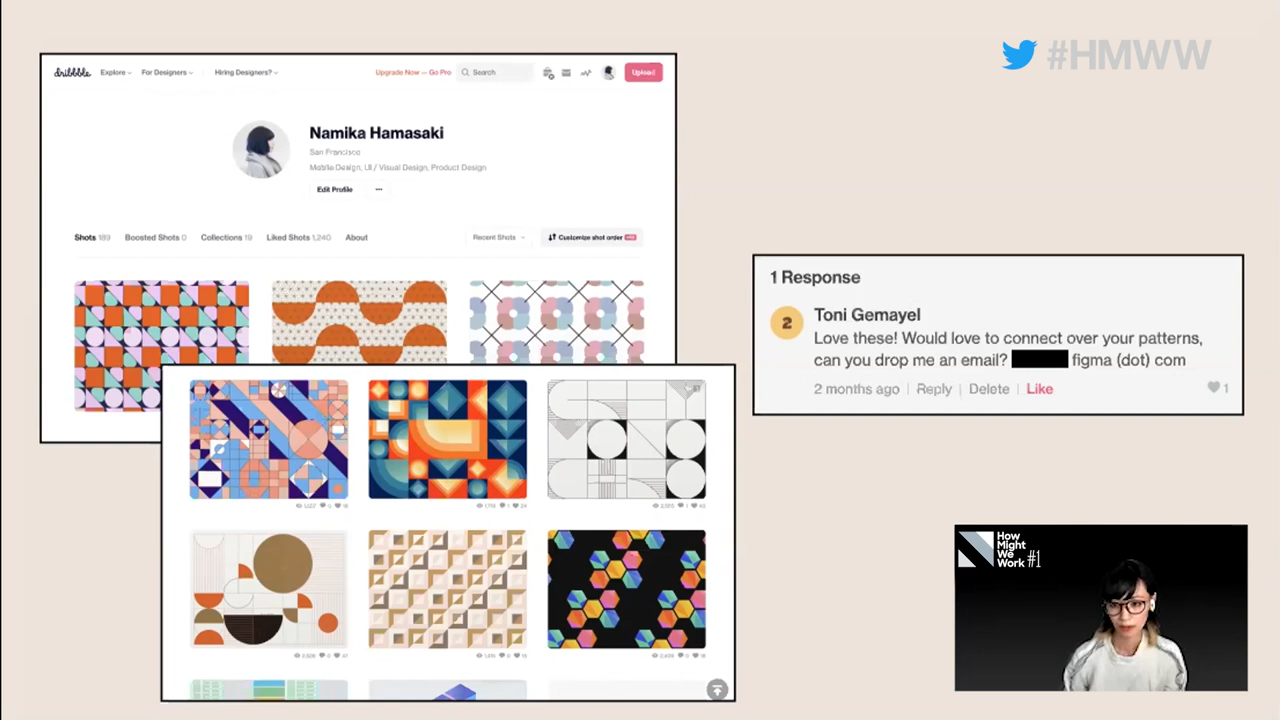 #HMWW
dribbble Explore For Designers Hiring Designers? Upgrade Now — Go Pro Search Upload
Namika Hamasaki
San Francisco
Mobile Design, UI / Visual Design, Product Design
Edit Profile
Shots 189 Boosted Shots 0 Collections 19 Liked Shots 1,240 About Recent Shots Customize shot order
1 Response
2
Toni Gemayel
Love these! Would love to connect over your patterns,
can you drop me an email? figma (dot) com
2 months ago | Reply | Delete | Like 1
How
Might
We
Work #1